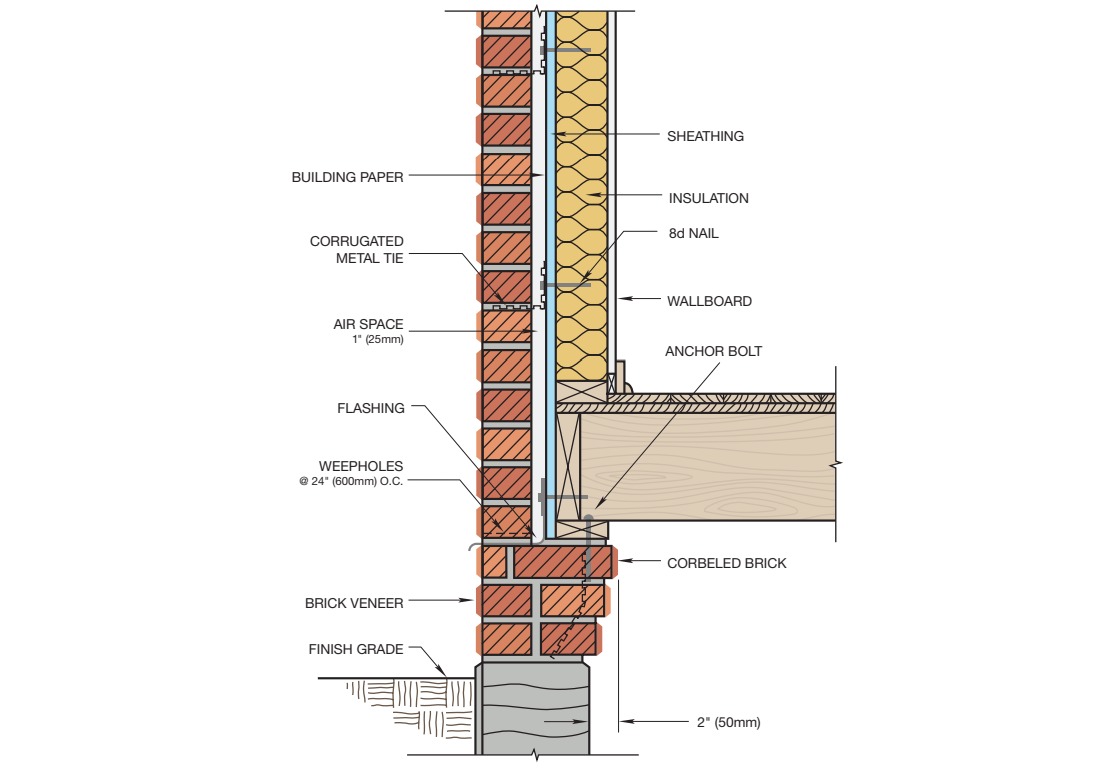 SHEATHING
BUILDING PAPER
INSULATION
8d NAIL
CORRUGATED
METAL TIE
WALLBOARD
AIR SPACE
1" (25mm)
ANCHOR BOLT
FLASHING
WEEPHOLES
@ 24" (600mm) O.C.
CORBELED BRICK
BRICK VENEER
FINISH GRADE
2" (50mm)